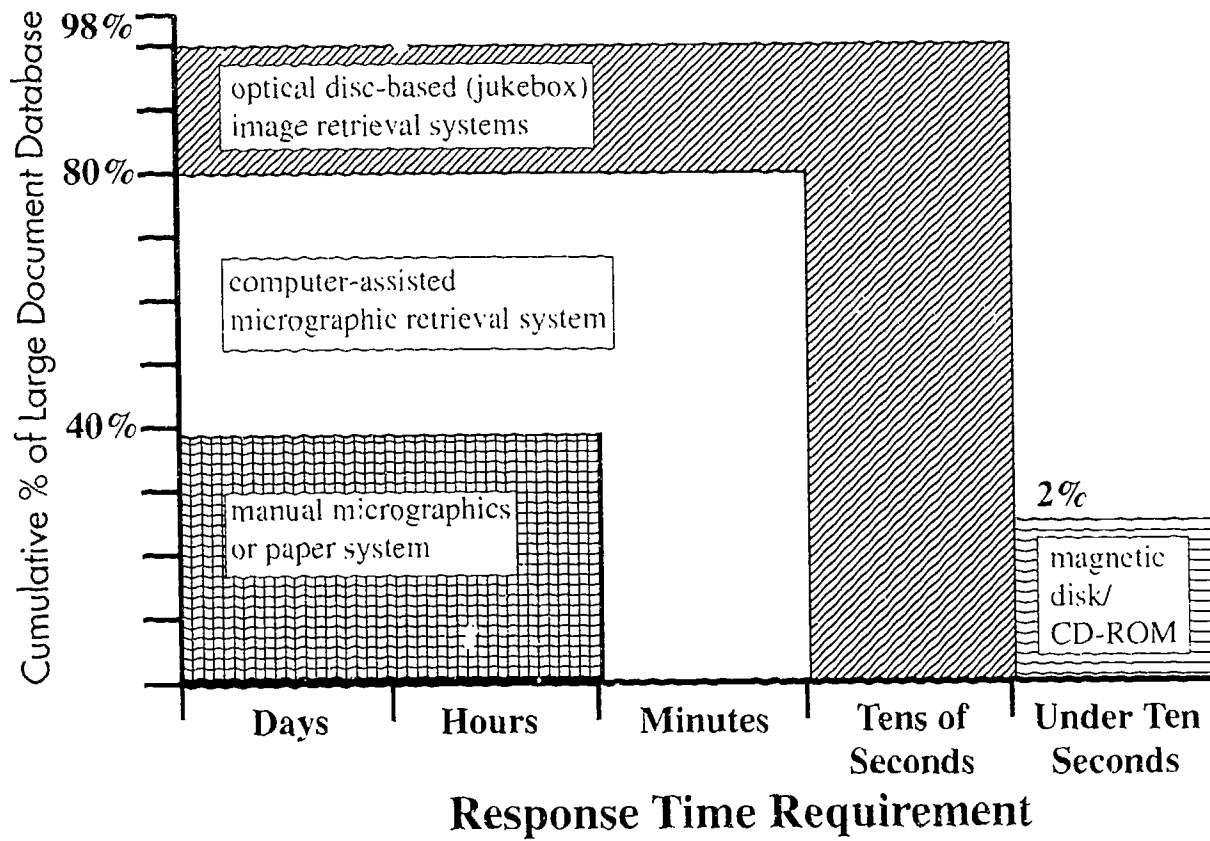 Cumulative % of Large Document Database
98%
80%
40%
optical disc-based (jukebox)
image retrieval systems
computer-assisted
micrographic retrieval system
manual micrographics
or paper system
2%
magnetic
disk/
CD-ROM
Days
Hours
Minutes
Tens of
Seconds
Under Ten
Seconds
Response Time Requirement